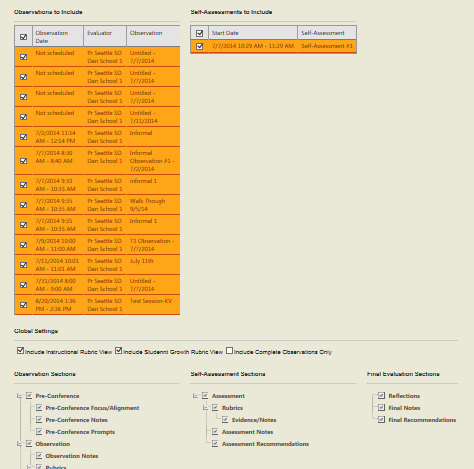 Observations to Include
Self-Assessments to Include
Observation Date Evaluator Observation
Not scheduled Pr Seattle SD Untitled -
Dan School 1 7/7/2014
Not scheduled Pr Seattle SD Untitled -
Dan School 1 7/7/2014
Not scheduled Pr Seattle SD Untitled -
Dan School 1 7/7/2014
Not scheduled Pr Seattle SD Untitled -
Dan School 1 7/11/2014
7/2/2014 11:14 Pr Seattle SD Informal
AM - 12:14 PM Dan School 1
7/7/2014 8:30 Pr Seattle SD Informal
AM - 8:40 AM Dan School 1 Observation #1 -
7/2/2014
7/7/2014 9:33 Pr Seattle SD informal 1
AM - 10:33 AM Dan School 1
7/7/2014 9:35 Pr Seattle SD Walk Though
AM - 10:35 AM Dan School 1 9/5/14
7/7/2014 9:35 Pr Seattle SD Informal 1
AM - 10:35 AM Dan School 1
7/9/2014 10:00 Pr Seattle SD T1 Observation -
AM - 11:00 AM Dan School 1 7/7/2014
7/11/2014 10:01 Pr Seattle SD July 11th
AM - 11:01 AM Dan School 1
7/31/2014 8:00 Pr Seattle SD Untitled -
AM - 9:00 AM Dan School 1 7/7/2014
8/20/2014 1:36 Pr Seattle SD Test Session-KV
PM - 2:36 PM Dan School 1
Start Date Self-Assessment
7/7/2014 10:29 AM - 11:29 AM Self-Assessment #1
Global Settings
Include Instructional Rubric View Include Studennt Growth Rubric View Include Complete Observations Only
Observation Sections
Pre-Conference
Pre-Conference Focus/Alignment
Pre-Conference Notes
Pre-Conference Prompts
Observation
Observation Notes
Rubrics
Self-Assessment Sections
Assessment
Rubrics
Evidence/Notes
Assessment Notes
Assessment Recommendations
Final Evaluation Sections
Reflections
Final Notes
Final Recommendations